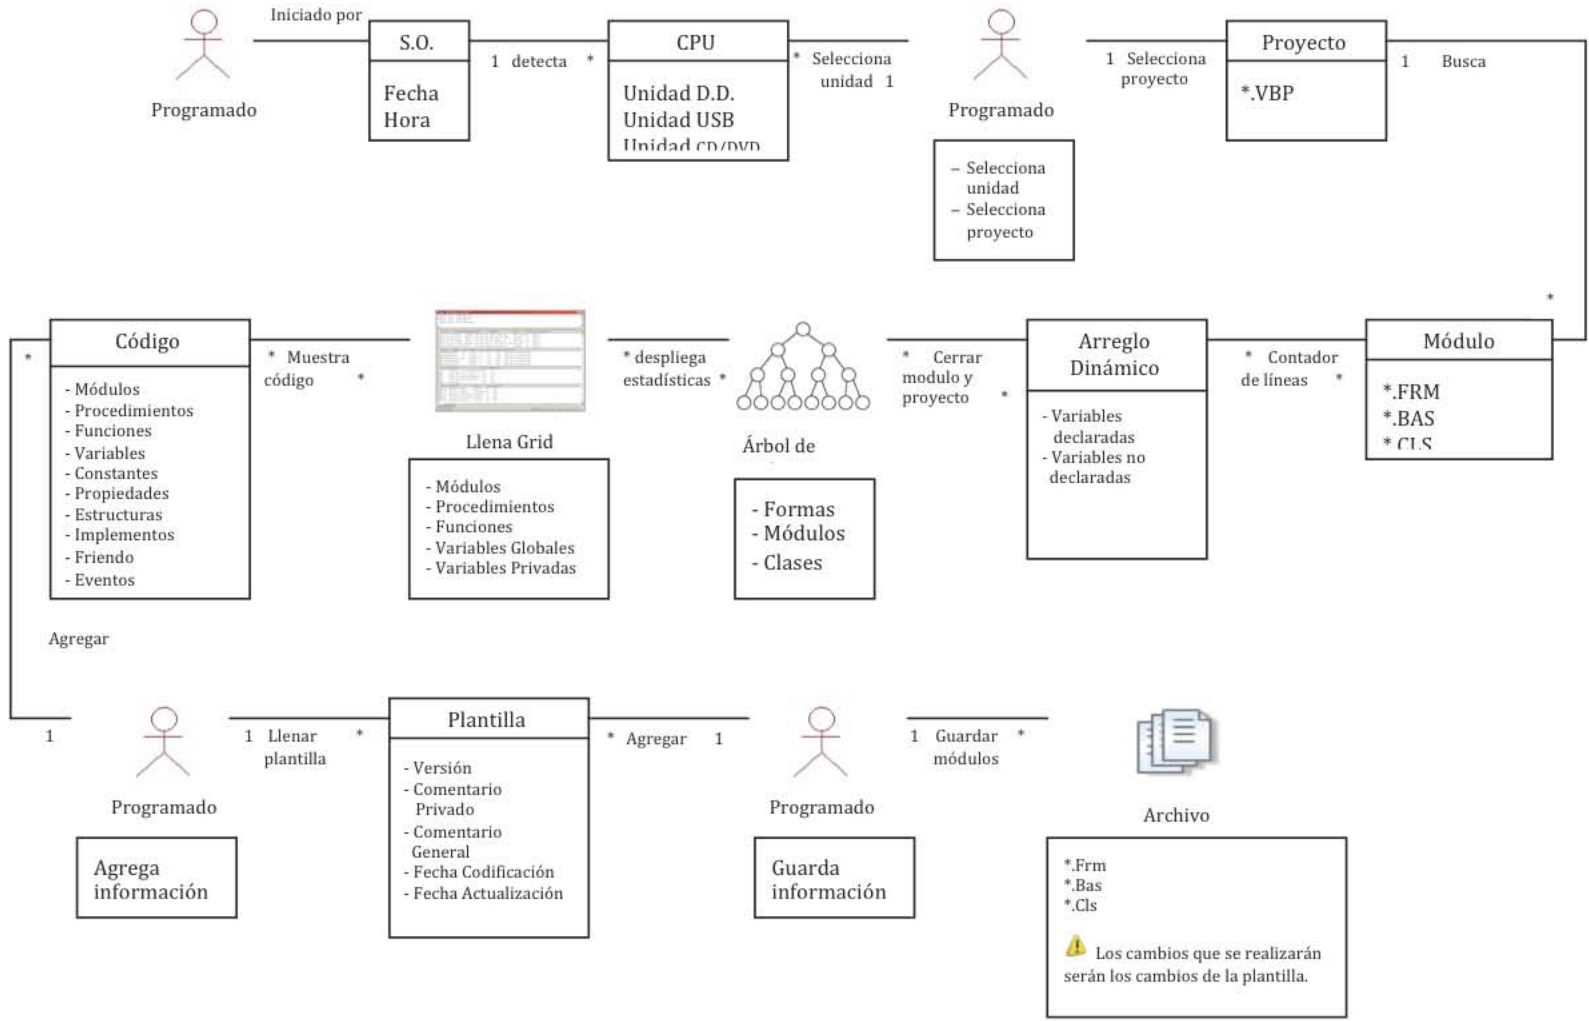 Iniciado por
Programado
S.O.
Fecha
Hora
1 detecta *
CPU
Unidad D.D.
Unidad USB
Unidad CD/DVD
* Selecciona
unidad 1
Programado
– Selecciona
unidad
– Selecciona
proyecto
1 Selecciona
proyecto
Proyecto
*.VBP
1 Busca
*
Módulo
*.FRM
*.BAS
*.CLS
* Contador
de líneas *
Arreglo
Dinámico
- Variables
declaradas
- Variables no
declaradas
* Cerrar
modulo y
proyecto *
Árbol de
- Formas
- Módulos
- Clases
* despliega
estadísticas *
Llena Grid
- Módulos
- Procedimientos
- Funciones
- Variables Globales
- Variables Privadas
* Muestra
código *
Código
- Módulos
- Procedimientos
- Funciones
- Variables
- Constantes
- Propiedades
- Estructuras
- Implementos
- Friendo
- Eventos
*
Agregar
1
Programado
Agrega
información
1 Llenar *
plantilla
Plantilla
- Versión
- Comentario
Privado
- Comentario
General
- Fecha Codificación
- Fecha Actualización
* Agregar 1
Programado
Guarda
información
1 Guardar *
módulos
Archivo
*.Frm
*.Bas
*.Cls
Los cambios que se realizarán
serán los cambios de la plantilla.